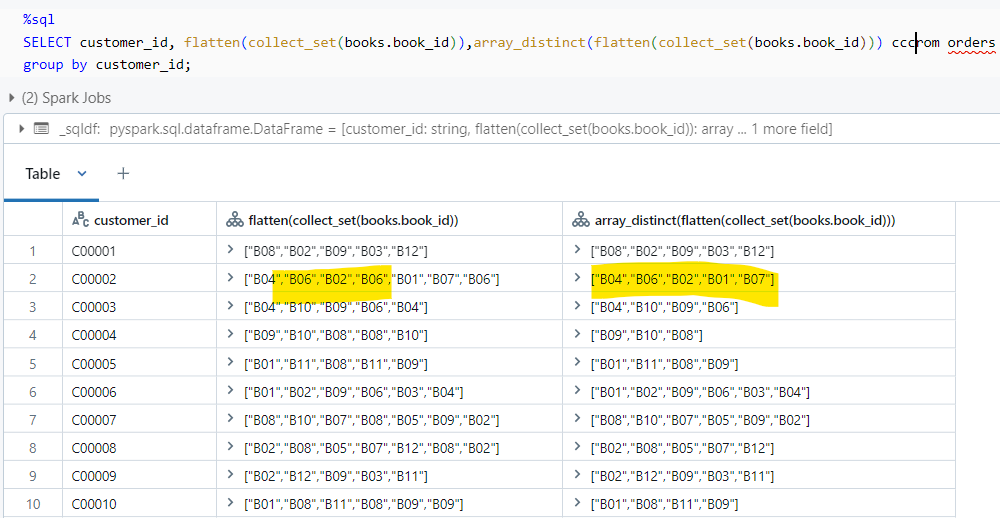 %sql
SELECT customer_id, flatten(collect_set(books.book_id)),array_distinct(flatten(collect_set(books.book_id))) cccrom orders
group by customer_id;
(2) Spark Jobs
_sqldf: pyspark.sql.dataframe.DataFrame = [customer_id: string, flatten(collect_set(books.book_id)): array ... 1 more field]
Table
ABC customer_id flatten(collect_set(books.book_id)) array_distinct(flatten(collect_set(books.book_id)))
1 C00001 ["B08","B02","B09","B03","B12"] ["B08","B02","B09","B03","B12"]
2 C00002 ["B04","B06","B02","B06","B01","B07","B06"] ["B04","B06","B02","B01","B07"]
3 C00003 ["B04","B10","B09","B06","B04"] ["B04","B10","B09","B06"]
4 C00004 ["B09","B10","B08","B08","B10"] ["B09","B10","B08"]
5 C00005 ["B01","B11","B08","B11","B09"] ["B01","B11","B08","B09"]
6 C00006 ["B01","B02","B09","B06","B03","B04"] ["B01","B02","B09","B06","B03","B04"]
7 C00007 ["B08","B10","B07","B08","B05","B09","B02"] ["B08","B10","B07","B05","B09","B02"]
8 C00008 ["B02","B08","B05","B07","B12","B08","B02"] ["B02","B08","B05","B07","B12"]
9 C00009 ["B02","B12","B09","B03","B11"] ["B02","B12","B09","B03","B11"]
10 C00010 ["B01","B08","B11","B08","B09","B09"] ["B01","B08","B11","B09"]